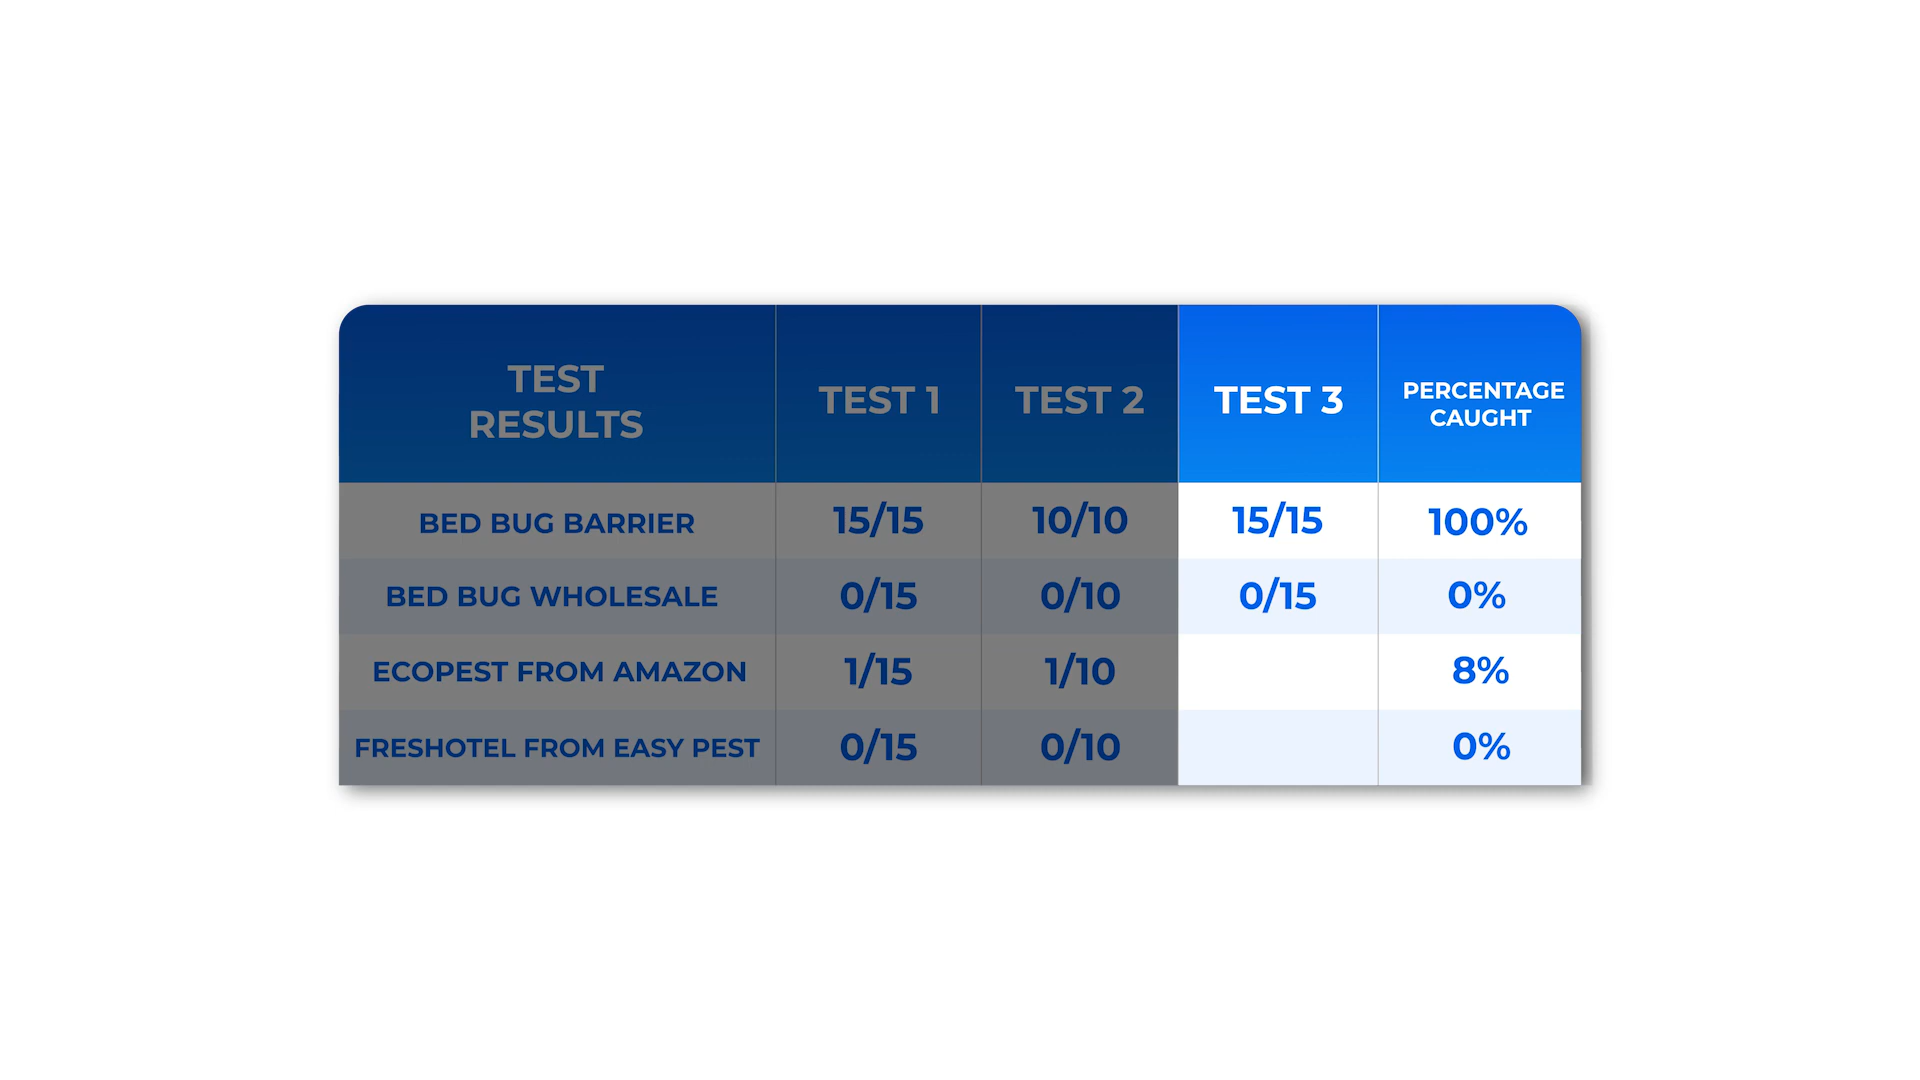 TEST
RESULTS
TEST 1
TEST 2
TEST 3
PERCENTAGE
CAUGHT
BED BUG BARRIER
15/15
10/10
15/15
100%
BED BUG WHOLESALE
0/15
0/10
0/15
0%
ECOPEST FROM AMAZON
1/15
1/10
8%
FRESHOTEL FROM EASY PEST
0/15
0/10
0%